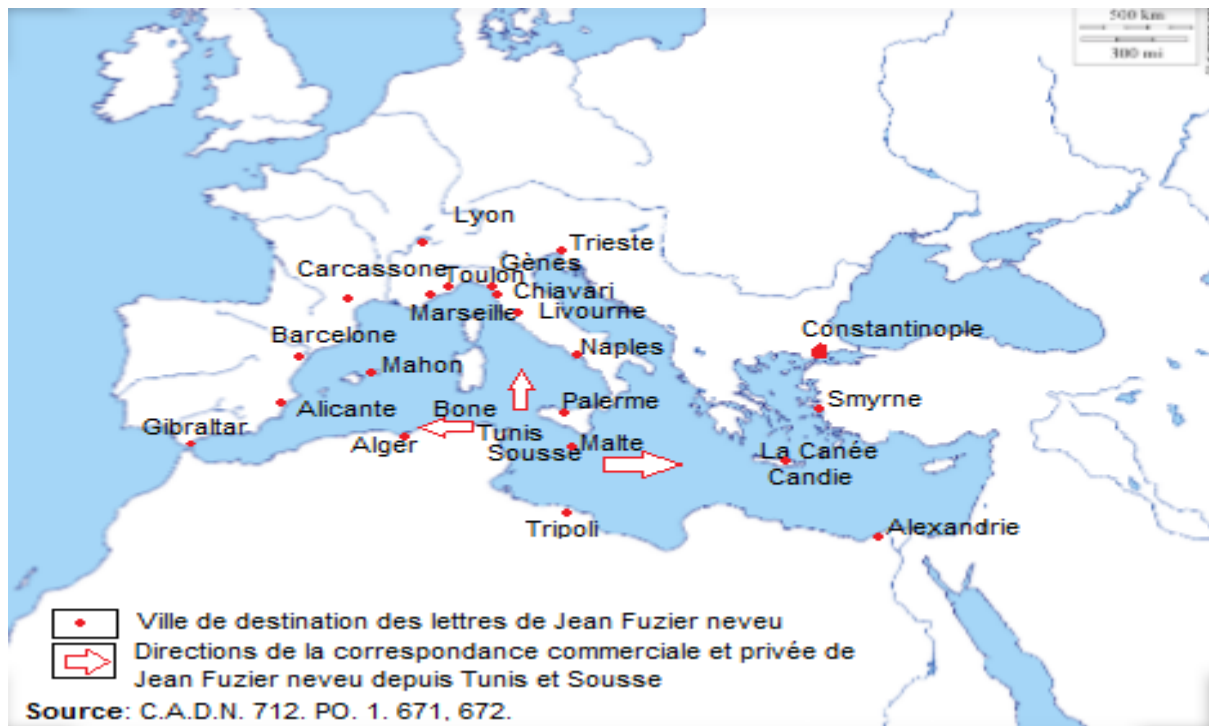 500 km
300 mi
Lyon
Trieste
Gènes
Carcassone
Toulon
Chiavari
Marseille
Livourne
Constantinople
Barcelone
Naples
Mahon
Smyrne
Alicante
Bone
Palerme
Gibraltar
Alger
Tunis
Malte
Sousse
La Canée
Candie
Tripoli
Alexandrie
Ville de destination des lettres de Jean Fuzier neveu
Directions de la correspondance commerciale et privée de
Jean Fuzier neveu depuis Tunis et Sousse
Source: C.A.D.N. 712. PO. 1. 671, 672.